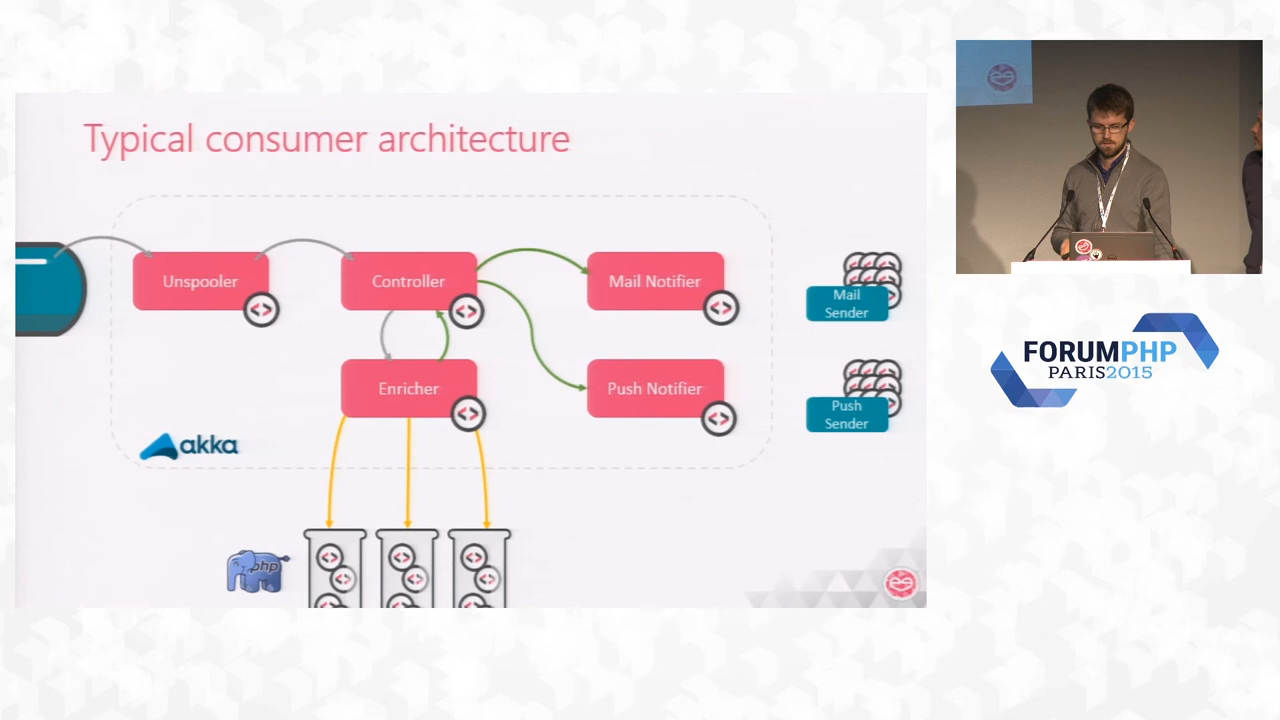 Typical consumer architecture
Unspooler
Controller
Mail Notifier
Mail
Sender
Enricher
Push Notifier
Push
Sender
akka
php
FORUMPHP
PARIS2015